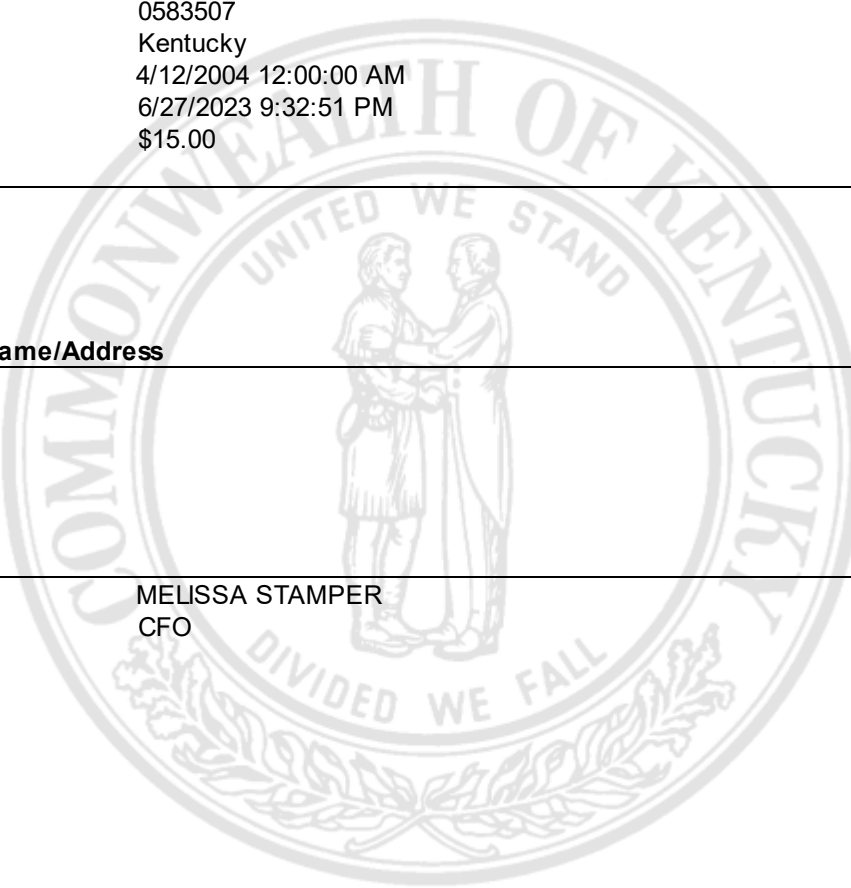 0583507
Kentucky
4/12/2004 12:00:00 AM
6/27/2023 9:32:51 PM
$15.00
COMMONWEALTH OF KENTUCKY
UNITED WE STAND
ame/Address
MELISSA STAMPER
CFO
DIVIDED WE FALL